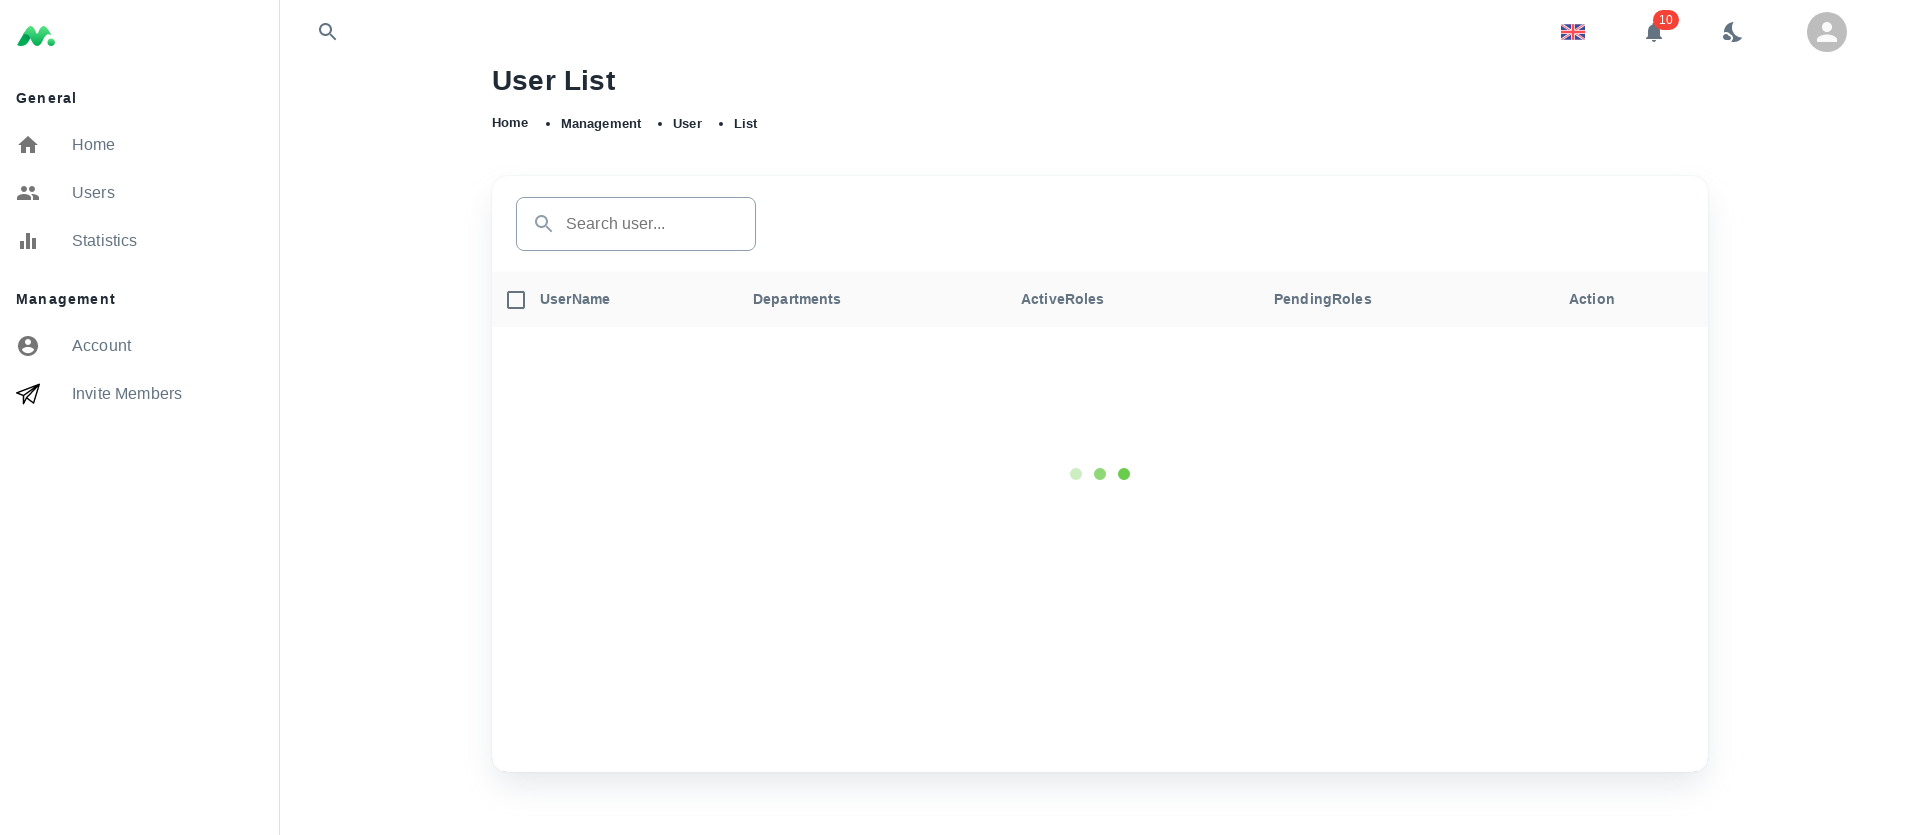 10
User List
General
Home
Management
User
List
Home
Users
Search user...
Statistics
UserName
Departments
ActiveRoles
PendingRoles
Action
Management
Account
Invite Members